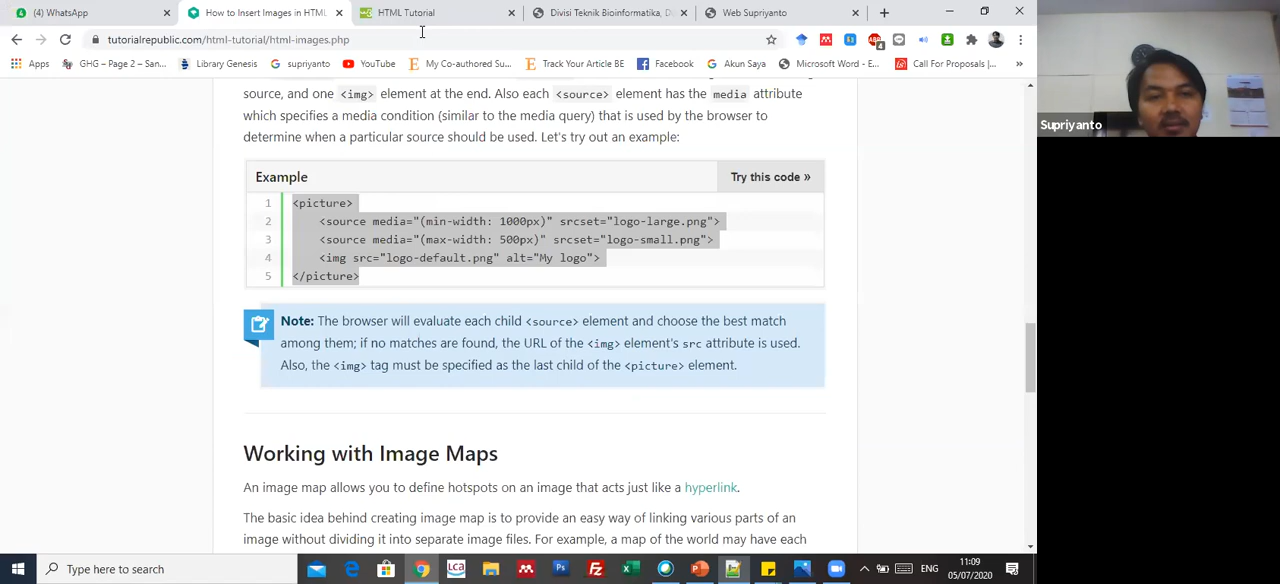 (4) WhatsApp
How to Insert Images in HTML
HTML Tutorial
Divisi Teknik Bioinformatika, D
Web Supriyanto
tutorialrepublic.com/html-tutorial/html-images.php
Apps
GHG – Page 2 – San...
Library Genesis
supriyanto
YouTube
My Co-authored Su...
Track Your Article BE
Facebook
Akun Saya
Microsoft Word - E...
Call For Proposals |...
source, and one <img> element at the end. Also each <source> element has the media attribute
which specifies a media condition (similar to the media query) that is used by the browser to
determine when a particular source should be used. Let's try out an example:
Example
Try this code »
1 <picture>
2 <source media="(min-width: 1000px)" srcset="logo-large.png">
3 <source media="(max-width: 500px)" srcset="logo-small.png">
4 <img src="logo-default.png" alt="My logo">
5 </picture>
Note: The browser will evaluate each child <source> element and choose the best match
among them; if no matches are found, the URL of the <img> element's src attribute is used.
Also, the <img> tag must be specified as the last child of the <picture> element.
Working with Image Maps
An image map allows you to define hotspots on an image that acts just like a hyperlink.
The basic idea behind creating image map is to provide an easy way of linking various parts of an
image without dividing it into separate image files. For example, a map of the world may have each
Supriyanto
Type here to search
ENG
11:09
05/07/2020